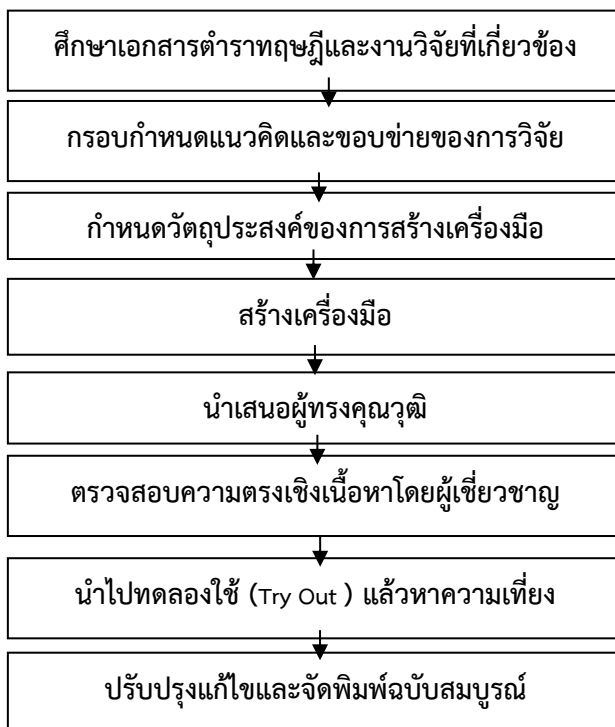 ศึกษาเอกสารตำราทฤษฎีและงานวิจัยที่เกี่ยวข้อง
กรอบกำหนดแนวคิดและขอบข่ายของการวิจัย
กำหนดวัตถุประสงค์ของการสร้างเครื่องมือ
สร้างเครื่องมือ
นำเสนอผู้ทรงคุณวุฒิ
ตรวจสอบความตรงเชิงเนื้อหาโดยผู้เชี่ยวชาญ
นำไปทดลองใช้ (Try Out ) แล้วหาความเที่ยง
ปรับปรุงแก้ไขและจัดพิมพ์ฉบับสมบูรณ์